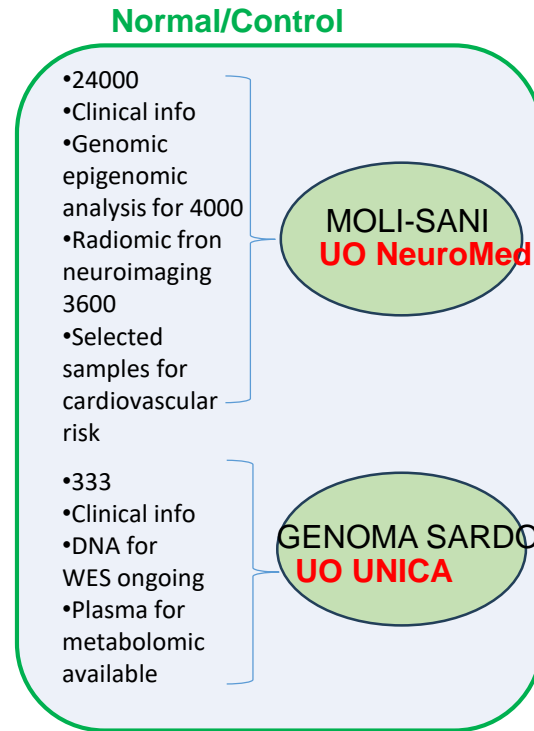 Normal/Control
•24000
•Clinical info
•Genomic
epigenomic
analysis for 4000
•Radiomic fron
neuroimaging
3600
•Selected
samples for
cardiovascular
risk
MOLI-SANI
UO NeuroMed
•333
•Clinical info
•DNA for
WES ongoing
•Plasma for
metabolomic
available
GENOMA SARDO
UO UNICA